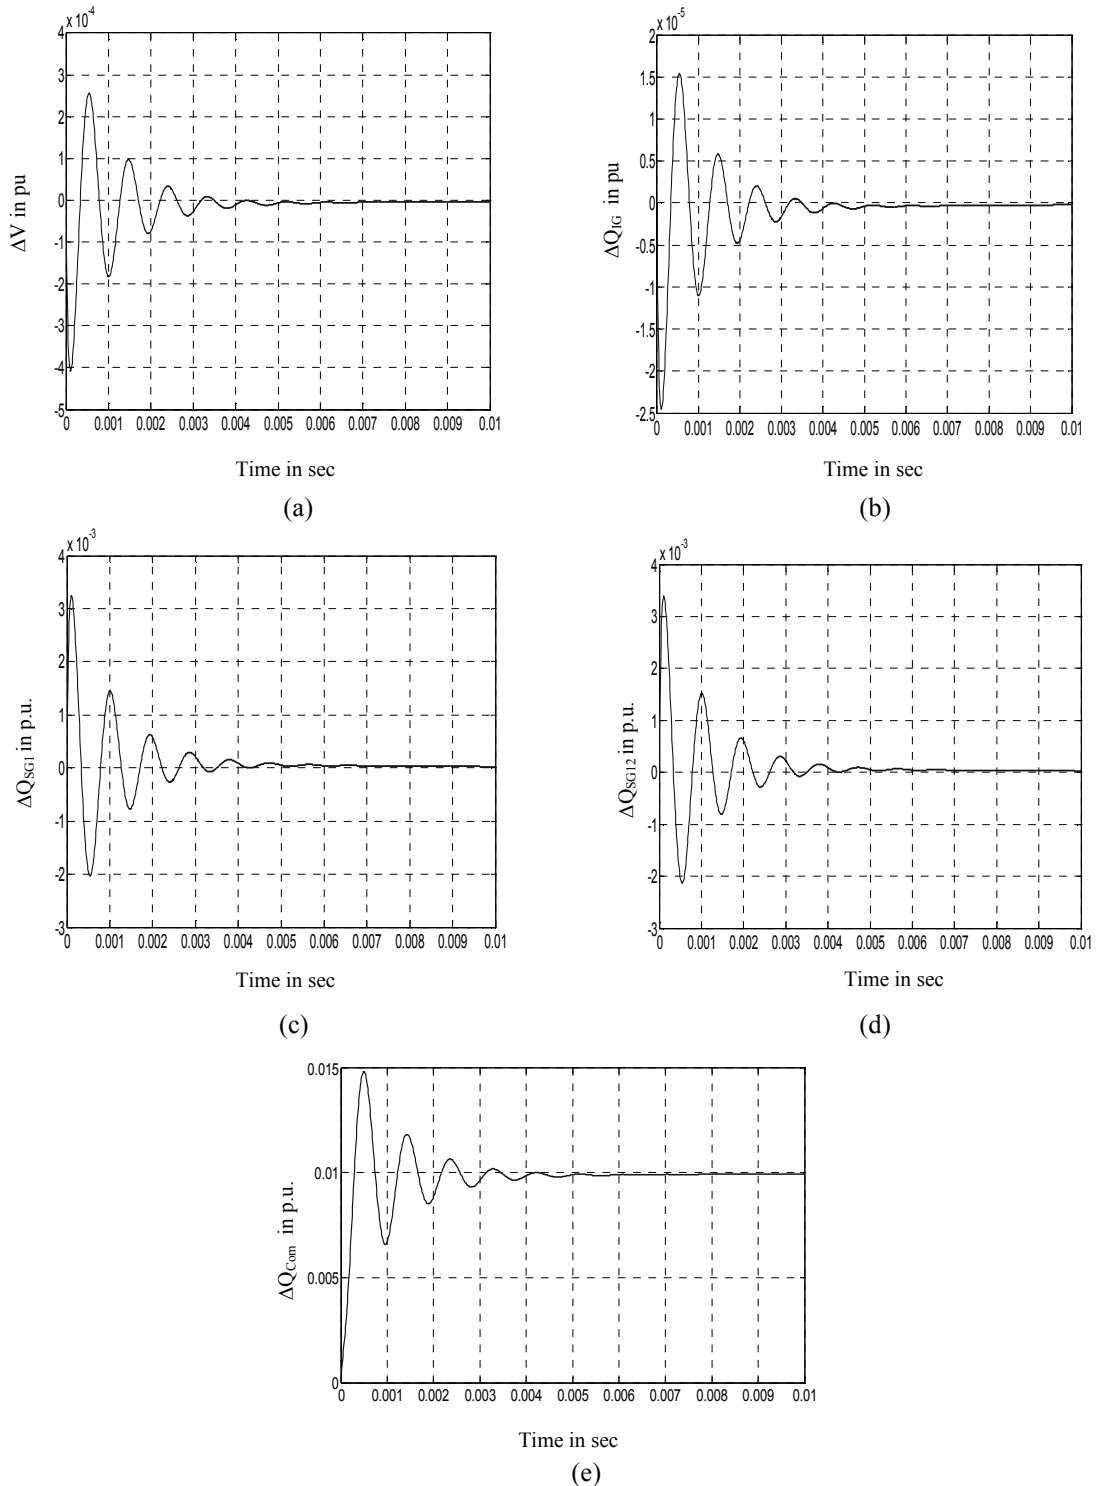 x 10-4
4
3
2
1
0
-1
-2
-3
-4
-5
ΔV in pu
0 0.001 0.002 0.003 0.004 0.005 0.006 0.007 0.008 0.009 0.01
Time in sec
(a)
x 10-5
2
1.5
1
0.5
0
-0.5
-1
-1.5
-2
-2.5
ΔQIG in pu
0 0.001 0.002 0.003 0.004 0.005 0.006 0.007 0.008 0.009 0.01
Time in sec
(b)
x 10-3
4
3
2
1
0
-1
-2
-3
ΔQSG1 in p.u.
0 0.001 0.002 0.003 0.004 0.005 0.006 0.007 0.008 0.009 0.01
Time in sec
(c)
x 10-3
4
3
2
1
0
-1
-2
-3
ΔQSG12 in p.u.
0 0.001 0.002 0.003 0.004 0.005 0.006 0.007 0.008 0.009 0.01
Time in sec
(d)
0.015
0.01
0.005
0
ΔQCom in p.u.
0 0.001 0.002 0.003 0.004 0.005 0.006 0.007 0.008 0.009 0.01
Time in sec
(e)